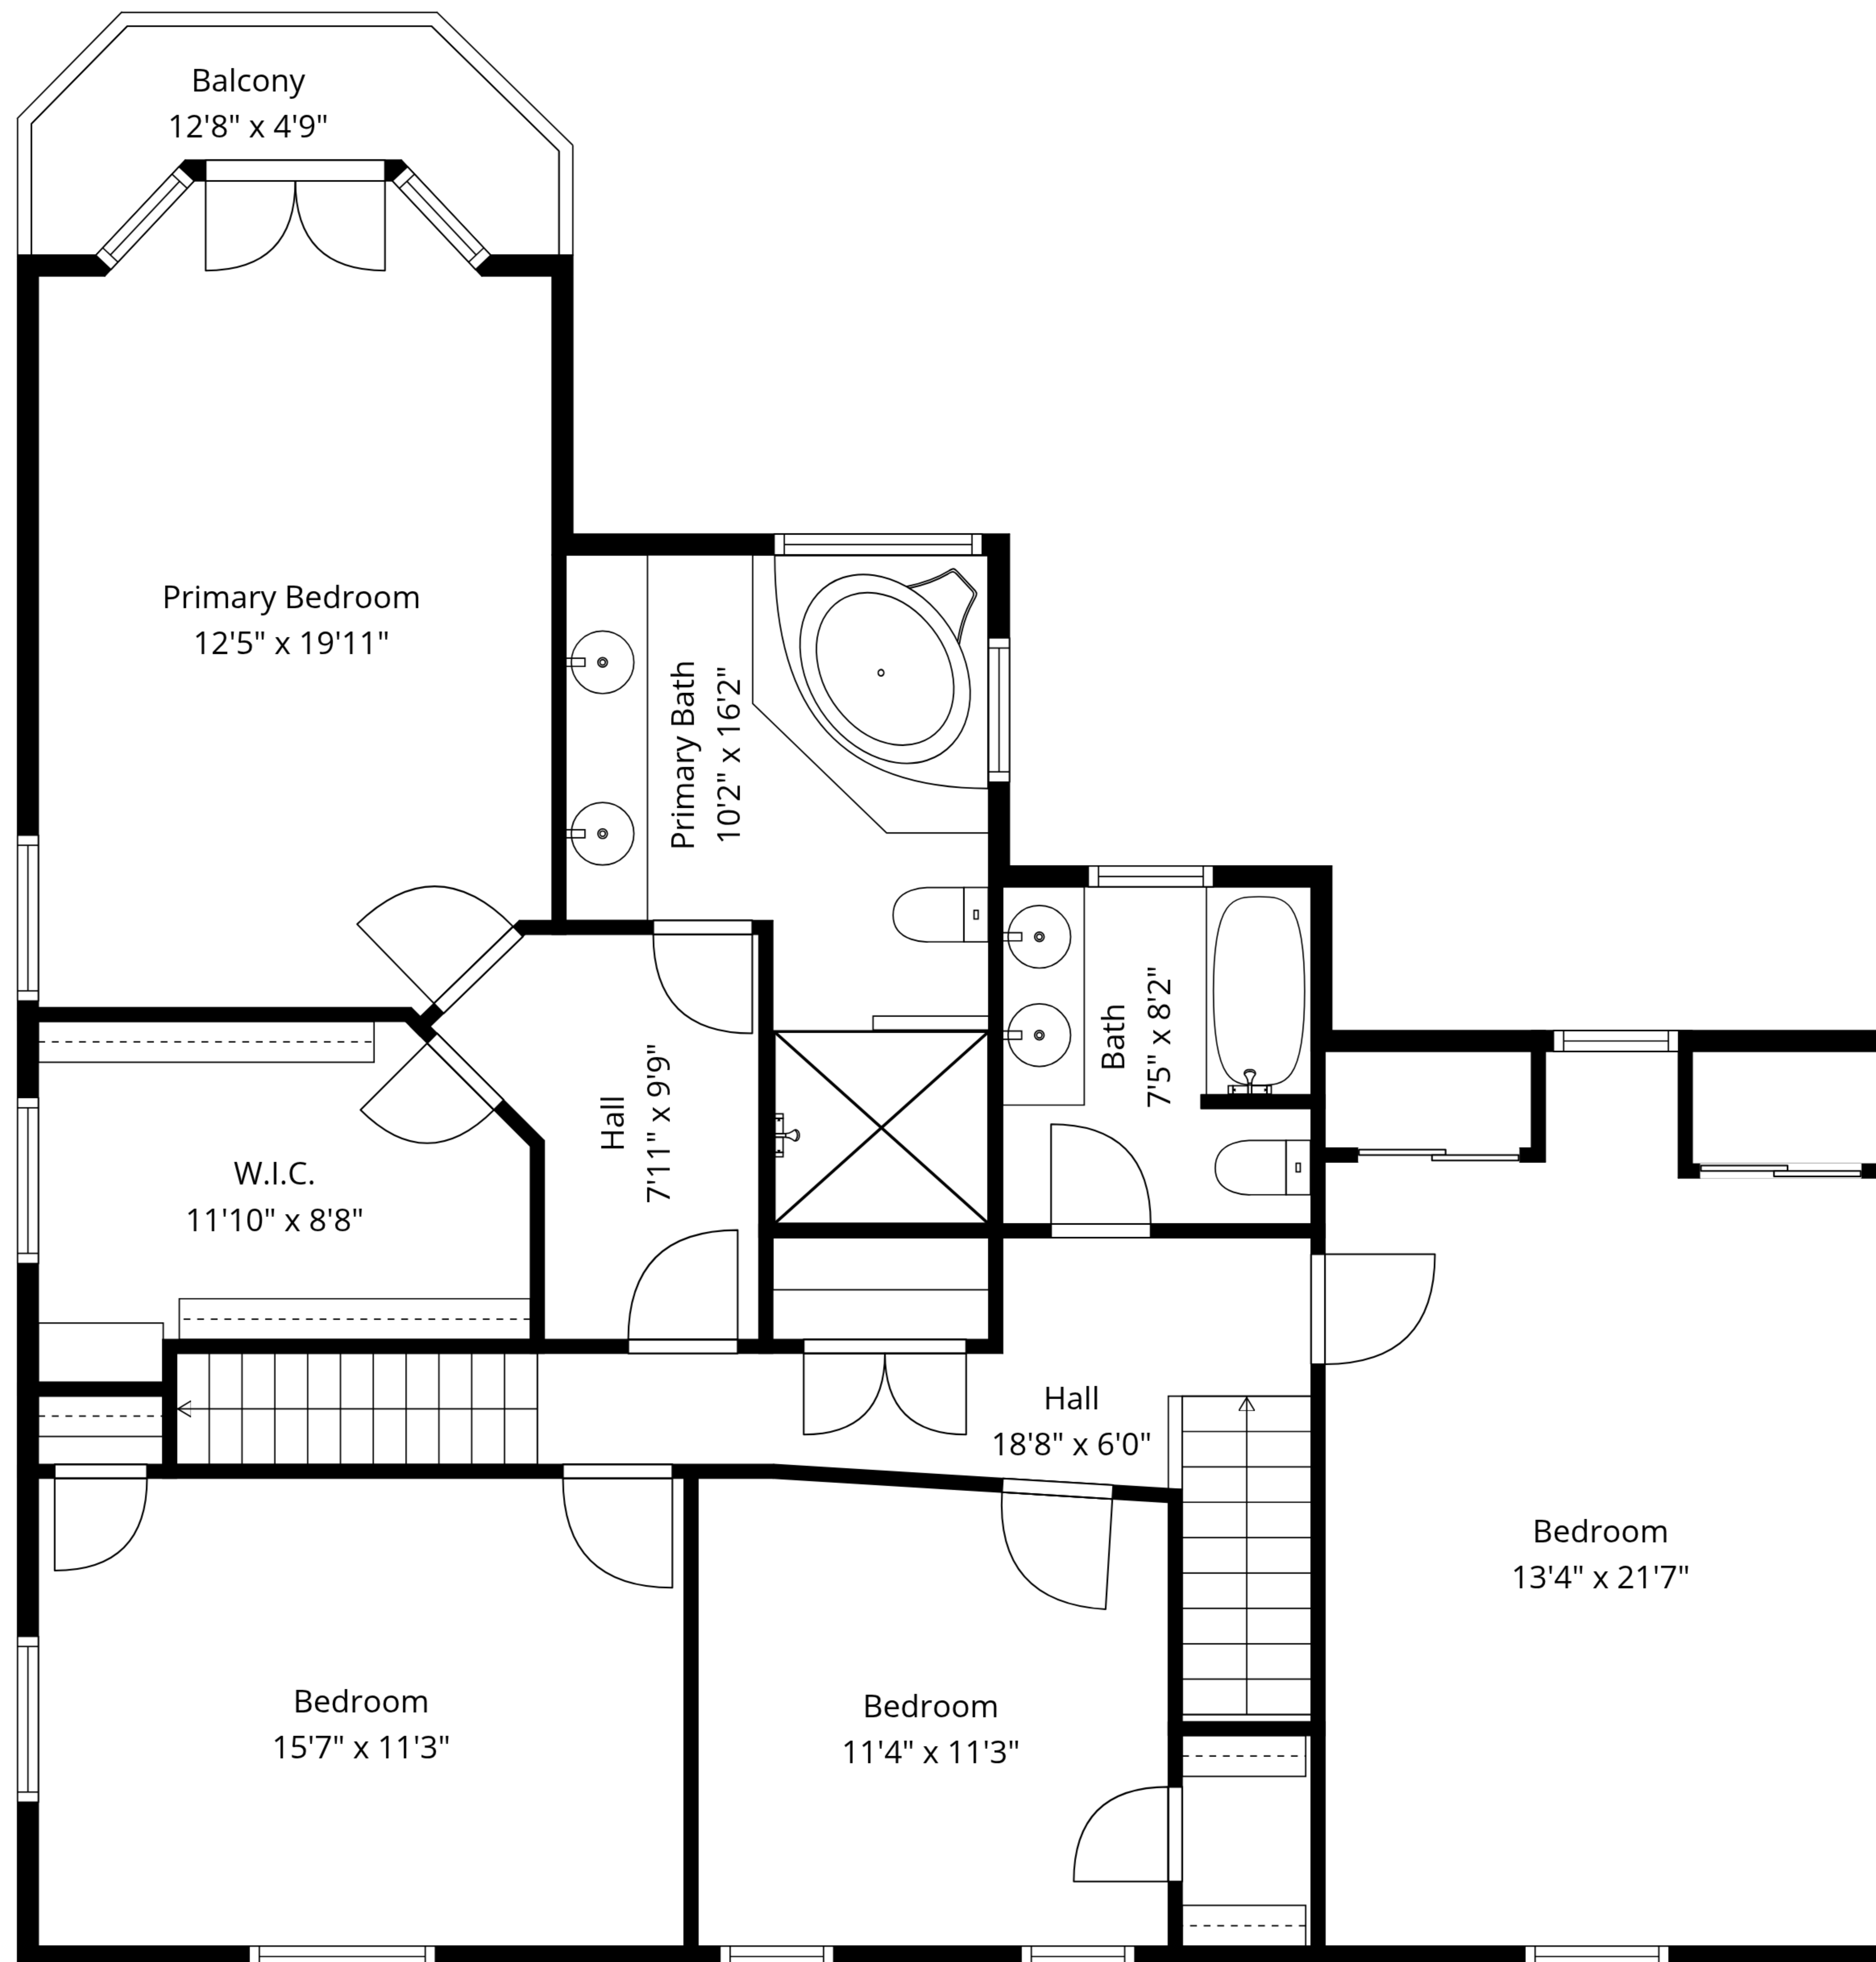 Balcony
12'8" x 4'9"
Primary Bedroom
12'5" x 19'11"
Primary Bath
10'2" x 16'2"
Bath
7'5" x 8'2"
Hall
7'11" x 9'9"
W.I.C.
11'10" x 8'8"
Hall
18'8" x 6'0"
Bedroom
13'4" x 21'7"
Bedroom
15'7" x 11'3"
Bedroom
11'4" x 11'3"